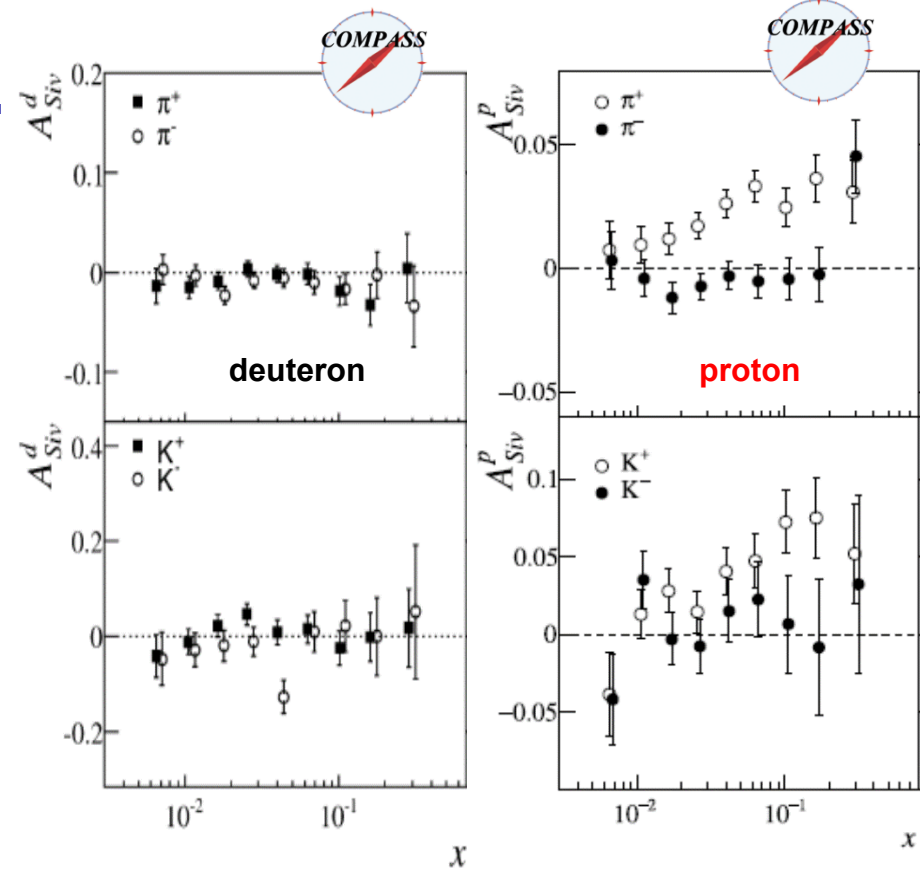 COMPASS
COMPASS
A^d_Siv
0.2
0.1
0
-0.1
π⁺
π⁻
deuteron
A^p_Siv
0.05
0
−0.05
π⁺
π⁻
proton
A^d_Siv
0.4
0.2
0
-0.2
K⁺
K⁻
10⁻²
10⁻¹
x
A^p_Siv
0.1
0.05
0
−0.05
K⁺
K⁻
10⁻²
10⁻¹
x